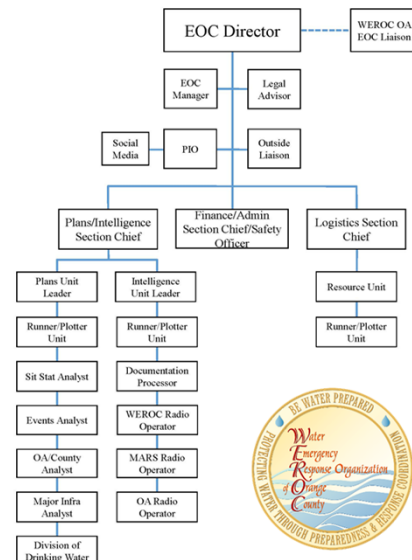 EOC Director
WEROC OA
EOC Liaison
EOC
Manager
Legal
Advisor
Social
Media
PIO
Outside
Liaison
Plans/Intelligence
Section Chief
Finance/Admin
Section Chief/Safety
Officer
Logistics Section
Chief
Plans Unit
Leader
Intelligence
Unit Leader
Resource Unit
Runner/Plotter
Unit
Runner/Plotter
Unit
Runner/Plotter
Unit
Sit Stat Analyst
Documentation
Processor
Events Analyst
WEROC Radio
Operator
OA/County
Analyst
MARS Radio
Operator
Major Infra
Analyst
OA Radio
Operator
Division of
Drinking Water
BE WATER PREPARED
Water
Emergency
Response Organization
of Orange
County
PROTECTING WATER THROUGH PREPAREDNESS & RESPONSE COORDINATION